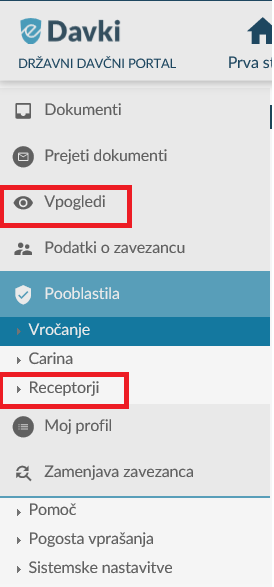 eDavki
DRŽAVNI DAVČNI PORTAL
Prva
Dokumenti
Prejeti dokumenti
Vpogledi
Podatki o zavezancu
Pooblastila
Vročanje
Carina
Receptorji
Moj profil
Zamenjava zavezanca
Pomoč
Pogosta vprašanja
Sistemske nastavitve